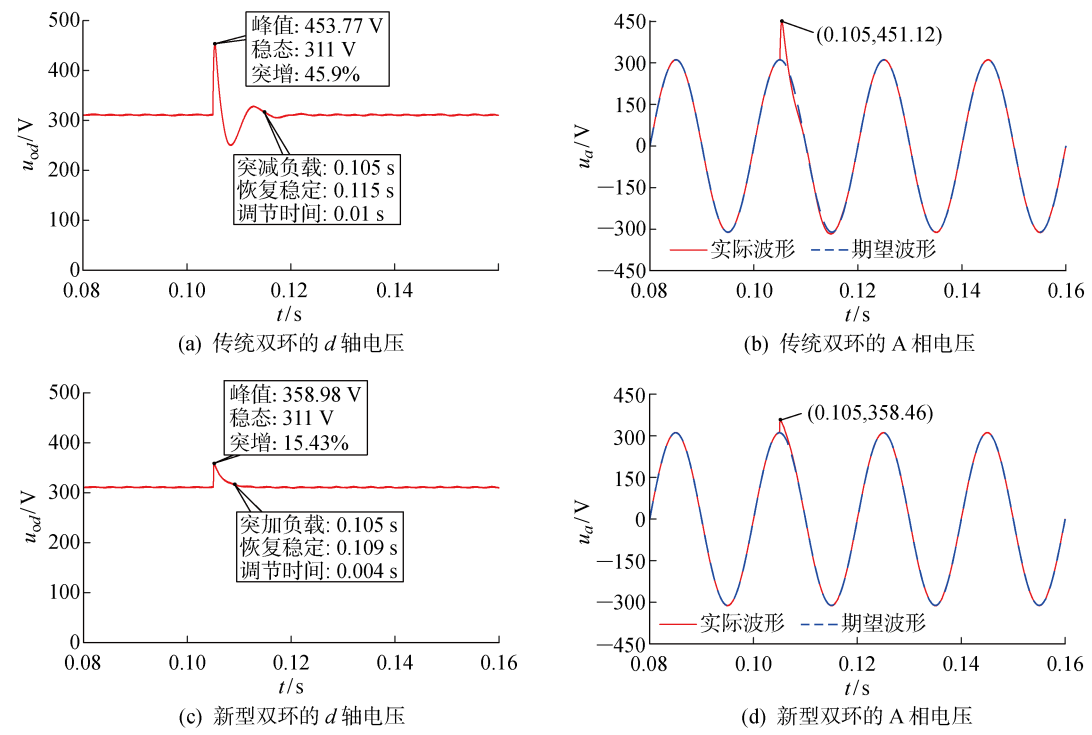 峰值: 453.77 V
稳态: 311 V
突增: 45.9%
500
400
300
200
100
0
u_od/V
突减负载: 0.105 s
恢复稳定: 0.115 s
调节时间: 0.01 s
0.08 0.10 0.12 0.14 0.16
t/s
(a) 传统双环的 d 轴电压
450
300
150
0
−150
−300
−450
u_a/V
(0.105,451.12)
实际波形 期望波形
0.08 0.10 0.12 0.14 0.16
t/s
(b) 传统双环的 A 相电压
峰值: 358.98 V
稳态: 311 V
突增: 15.43%
500
400
300
200
100
0
u_od/V
突加负载: 0.105 s
恢复稳定: 0.109 s
调节时间: 0.004 s
0.08 0.10 0.12 0.14 0.16
t/s
(c) 新型双环的 d 轴电压
450
300
150
0
−150
−300
−450
u_a/V
(0.105,358.46)
实际波形 期望波形
0.08 0.10 0.12 0.14 0.16
t/s
(d) 新型双环的 A 相电压